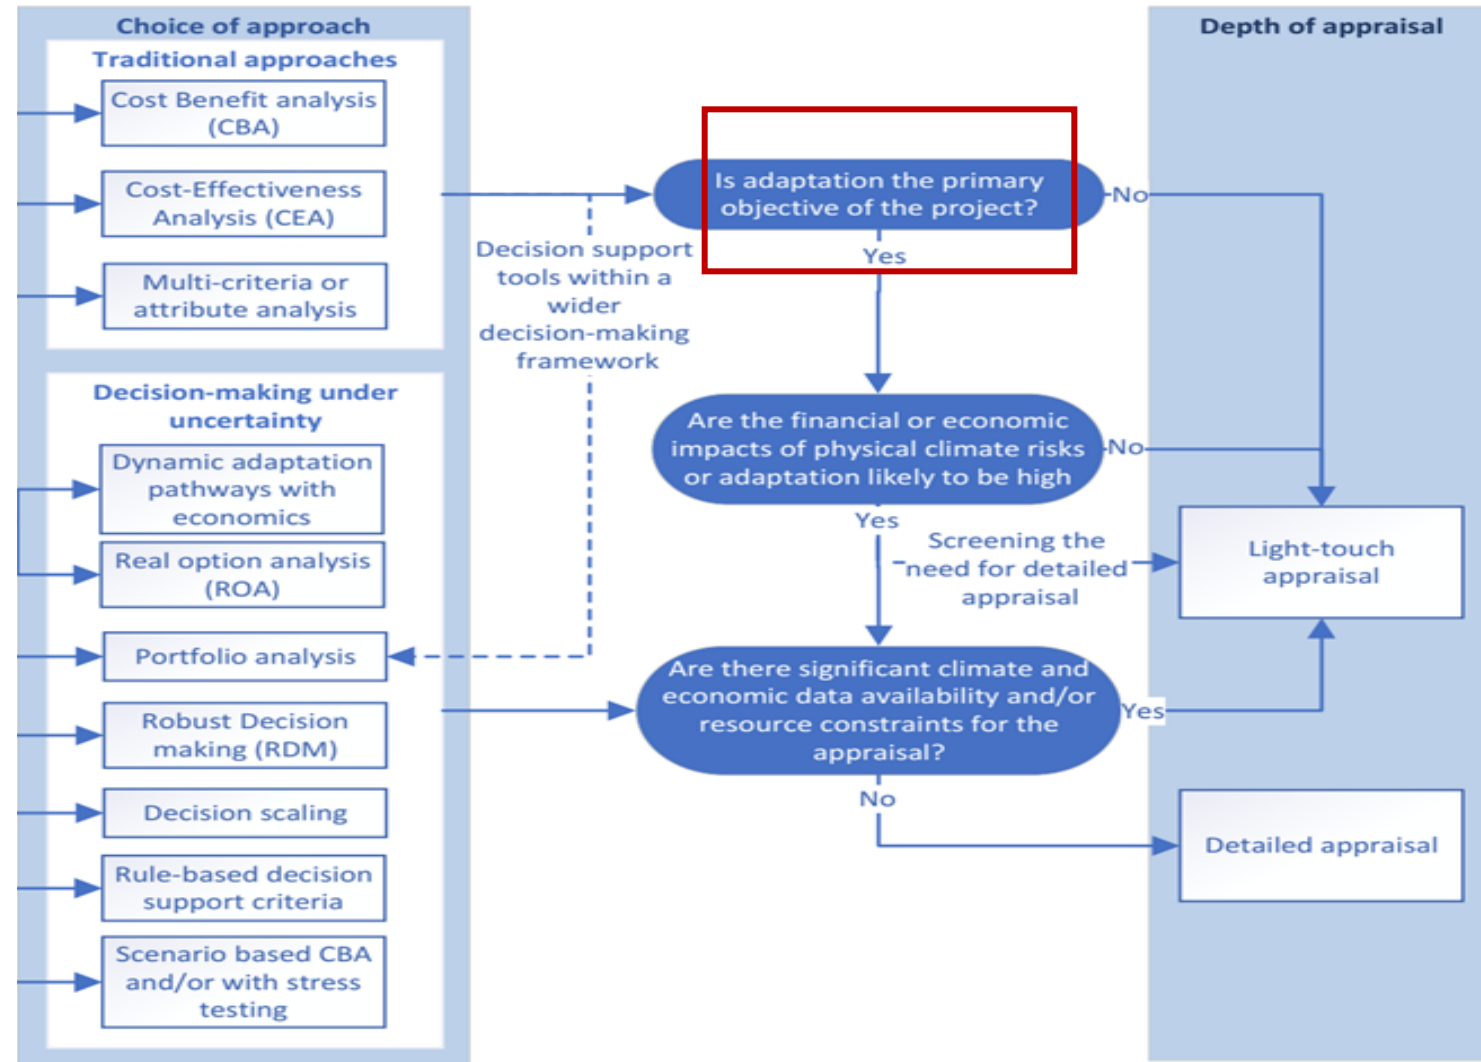 Choice of approach
Traditional approaches
Cost Benefit analysis
(CBA)
Cost-Effectiveness
Analysis (CEA)
Multi-criteria or
attribute analysis
Decision-making under
uncertainty
Dynamic adaptation
pathways with
economics
Real option analysis
(ROA)
Portfolio analysis
Robust Decision
making (RDM)
Decision scaling
Rule-based decision
support criteria
Scenario based CBA
and/or with stress
testing
Decision support
tools within a
wider
decision-making
framework
Is adaptation the primary
objective of the project?
No
Yes
Are the financial or economic
impacts of physical climate risks
or adaptation likely to be high
No
Yes
Screening the
need for detailed
appraisal
Are there significant climate and
economic data availability and/or
resource constraints for the
appraisal?
Yes
No
Depth of appraisal
Light-touch
appraisal
Detailed appraisal